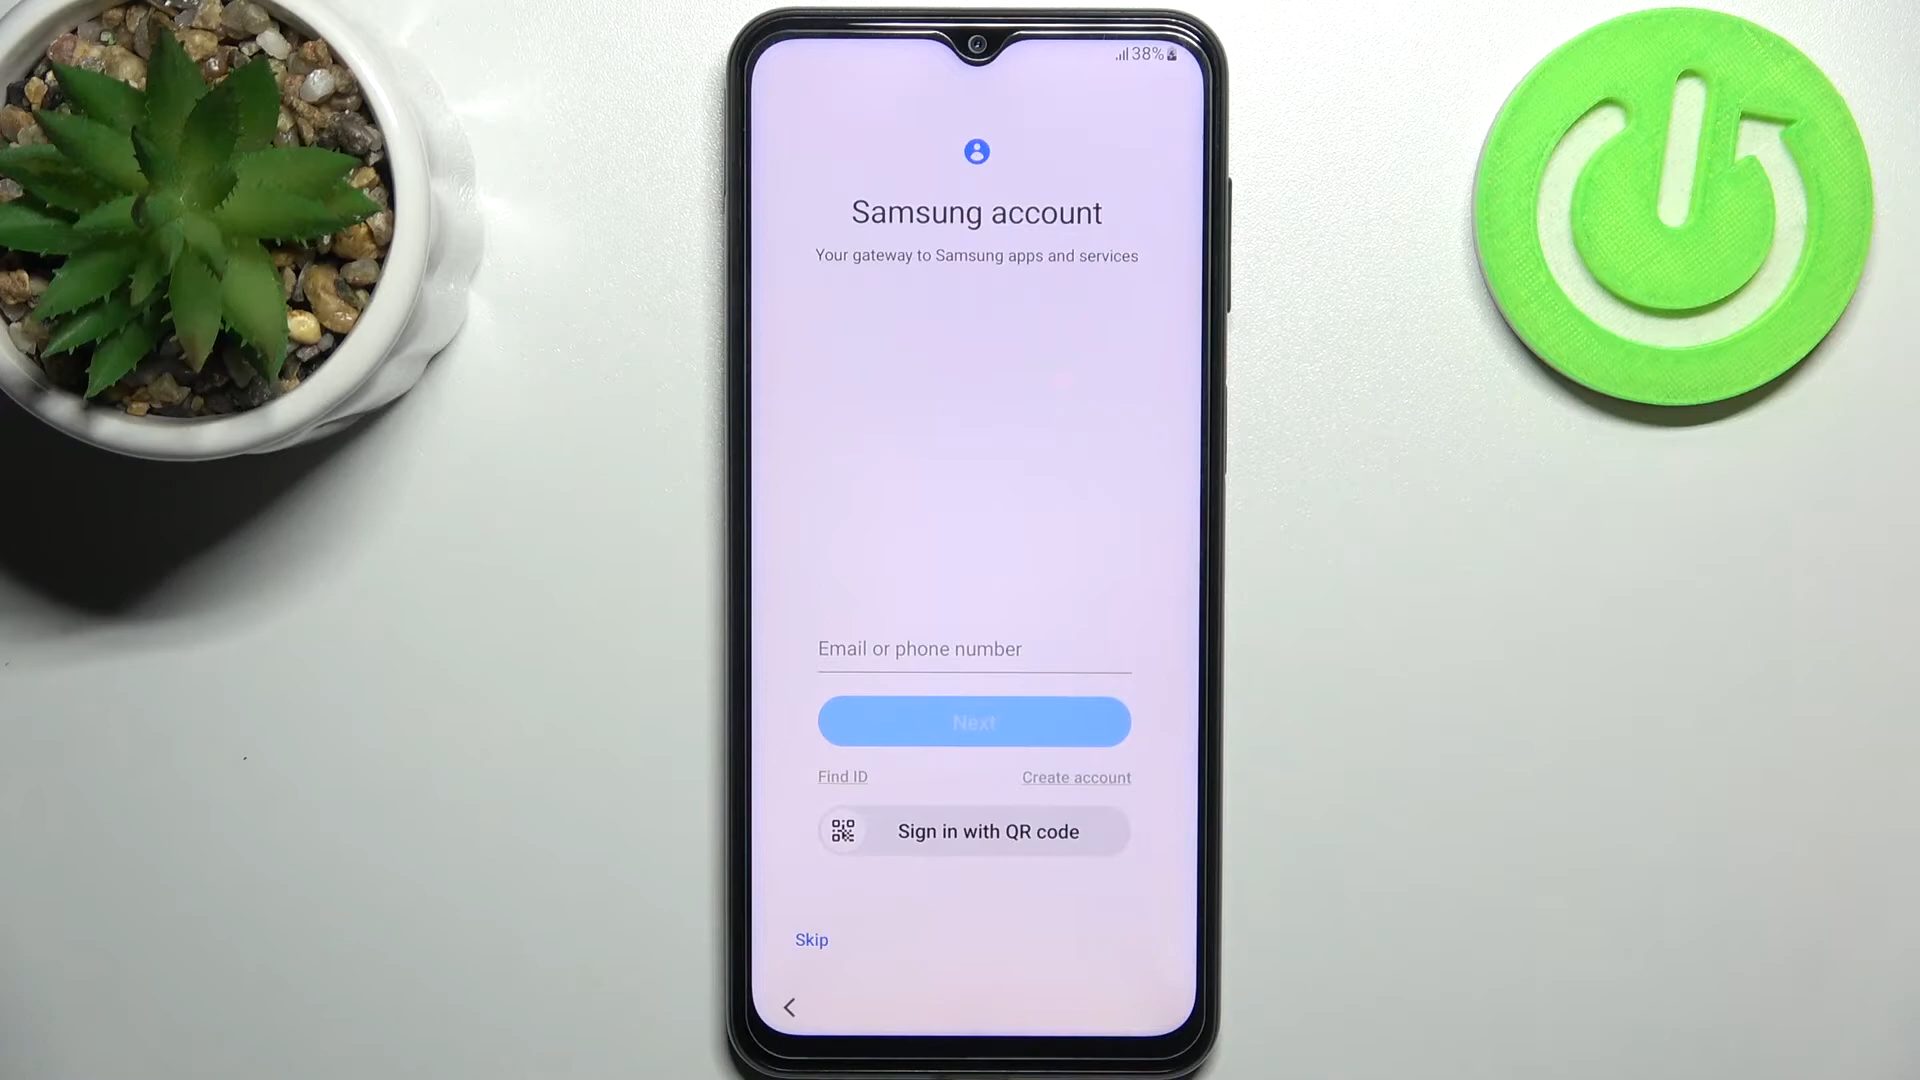 38%
Samsung account
Your gateway to Samsung apps and services
Email or phone number
Next
Find ID
Create account
Sign in with QR code
Skip